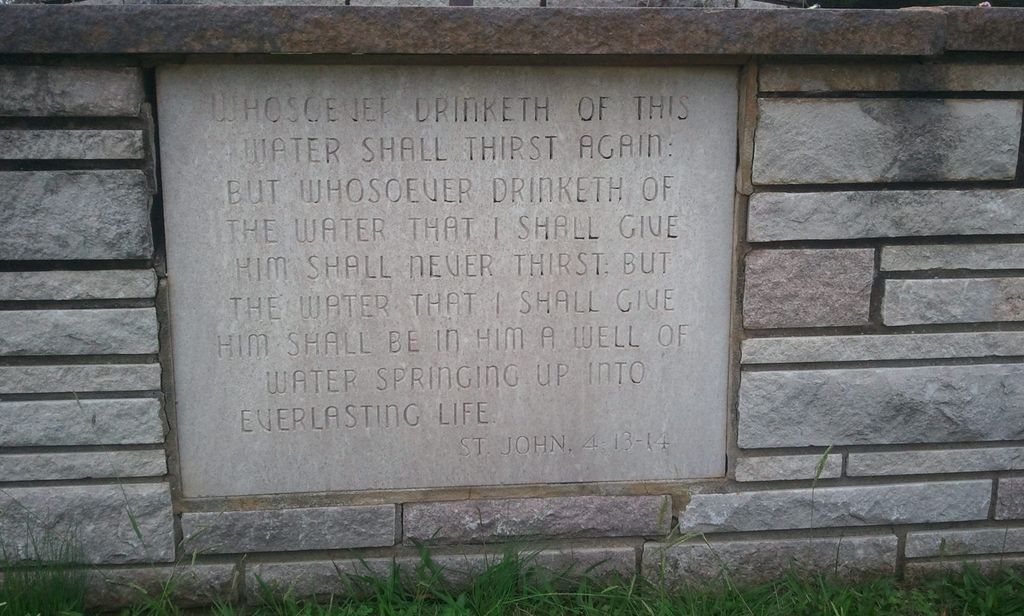 WHOSOEVER DRINKETH OF THIS
WATER SHALL THIRST AGAIN:
BUT WHOSOEVER DRINKETH OF
THE WATER THAT I SHALL GIVE
HIM SHALL NEVER THIRST: BUT
THE WATER THAT I SHALL GIVE
HIM SHALL BE IN HIM A WELL OF
WATER SPRINGING UP INTO
EVERLASTING LIFE.
ST. JOHN, 4:13-14